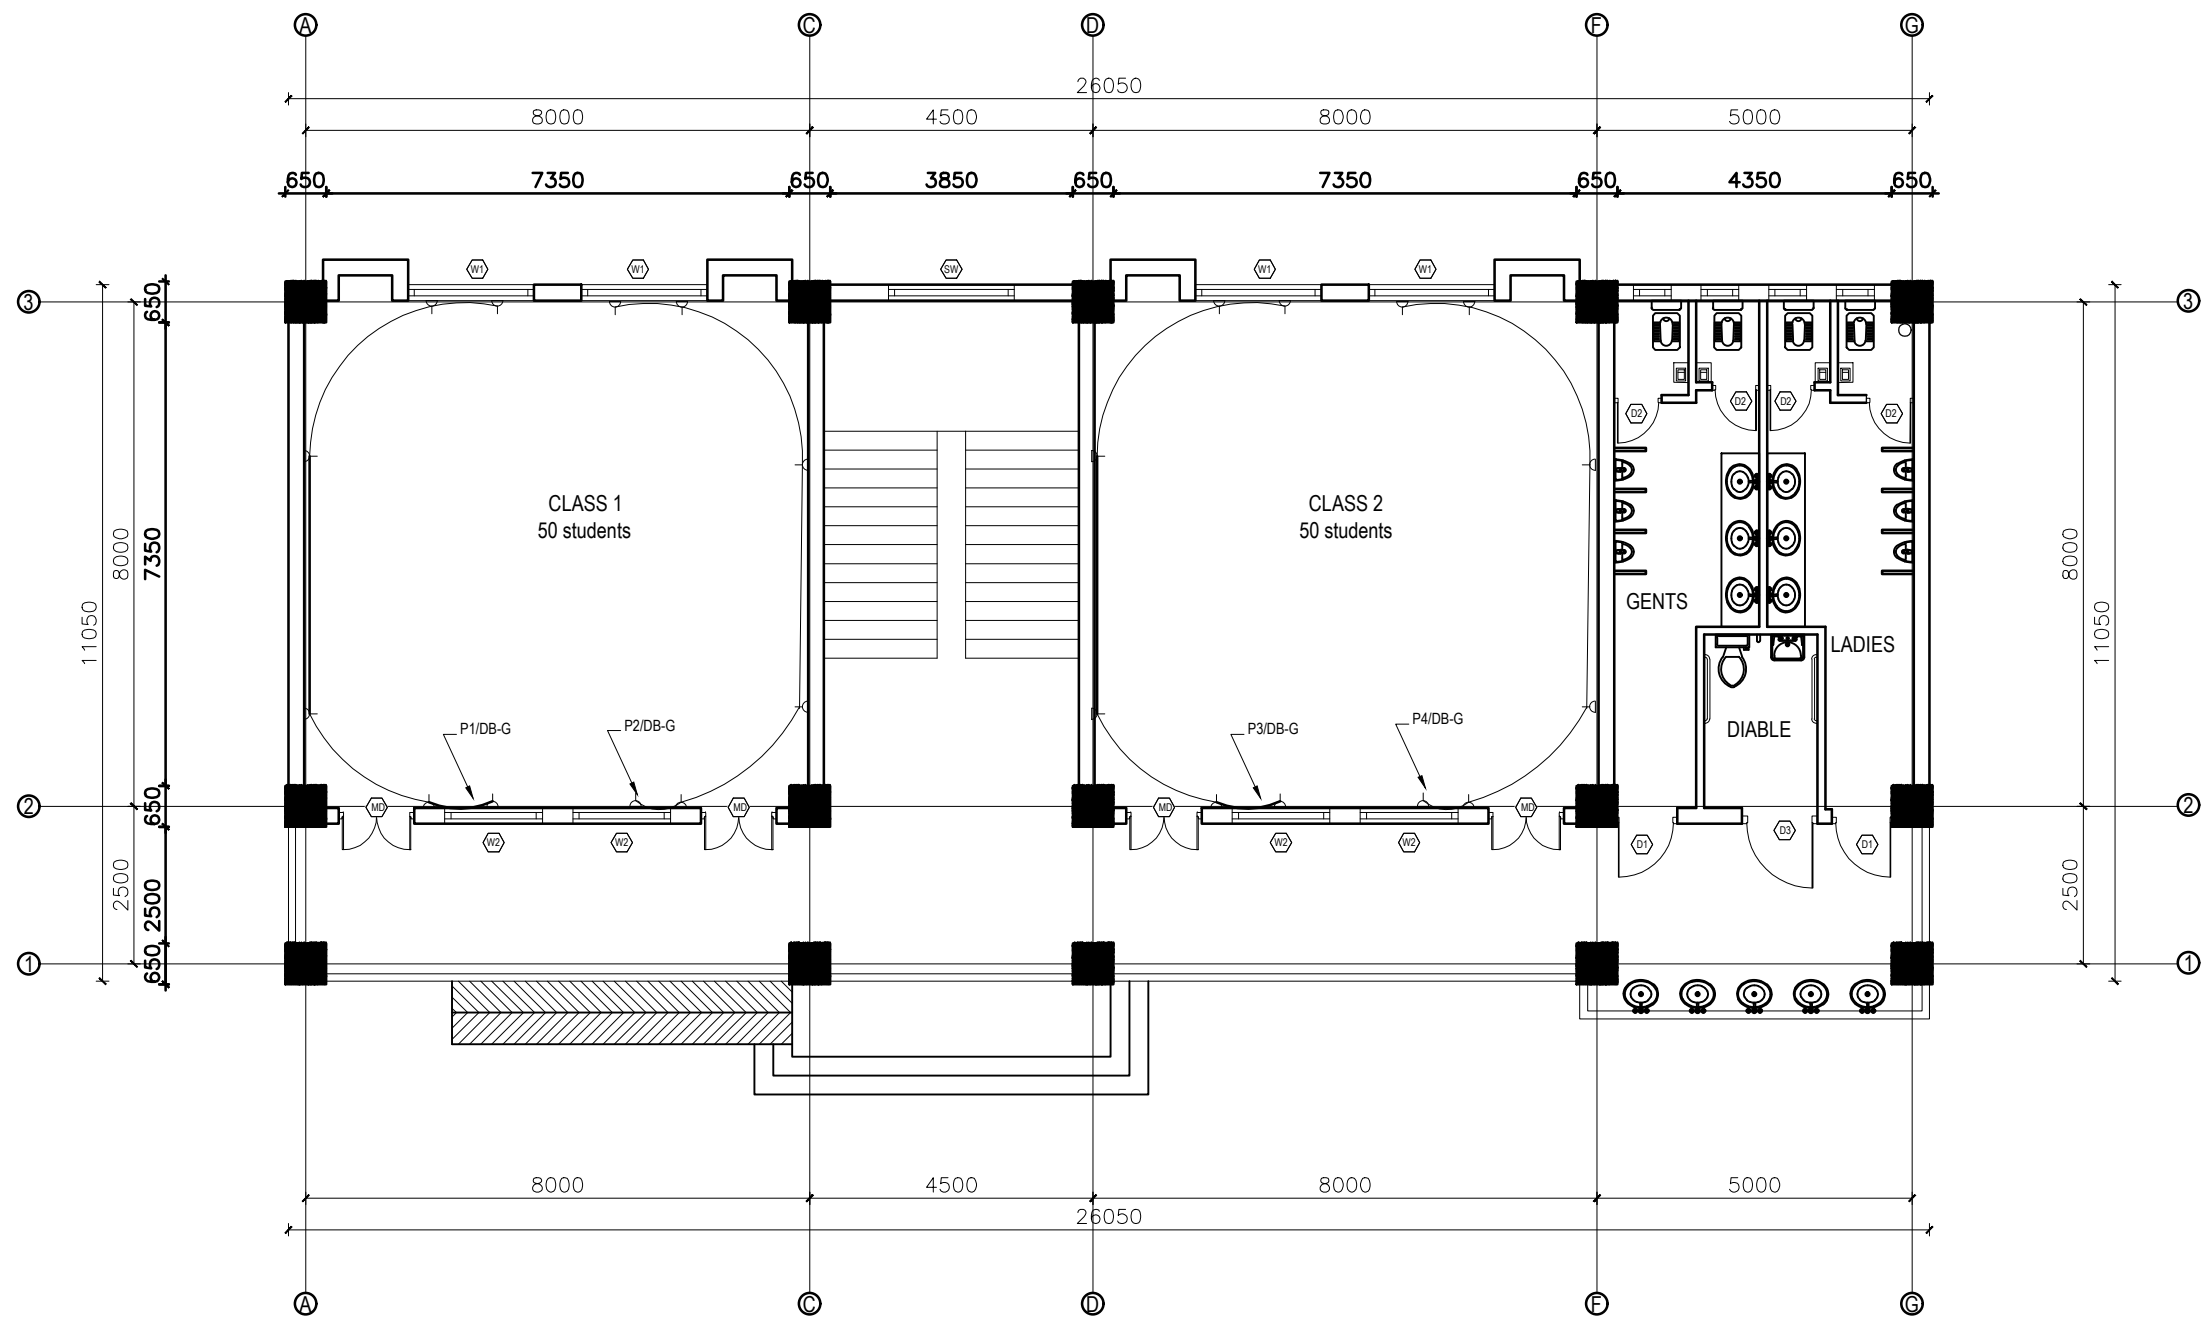 A C D F G
26050
8000 4500 8000 5000
650 7350 650 3850 650 7350 650 4350 650
W1 W1 SW W1 W1
3 650 650 3
D2 D2 D2 D2
CLASS 1 CLASS 2
50 students 50 students
11050 8000 7350 8000 11050
GENTS
LADIES
P1/DB-G P2/DB-G P3/DB-G P4/DB-G
DIABLE
2 650 MD MD MD MD 2
W2 W2 W2 W2 D1 D3 D1
2500 2500 2500
1 650 1
8000 4500 8000 5000
26050
A C D F G